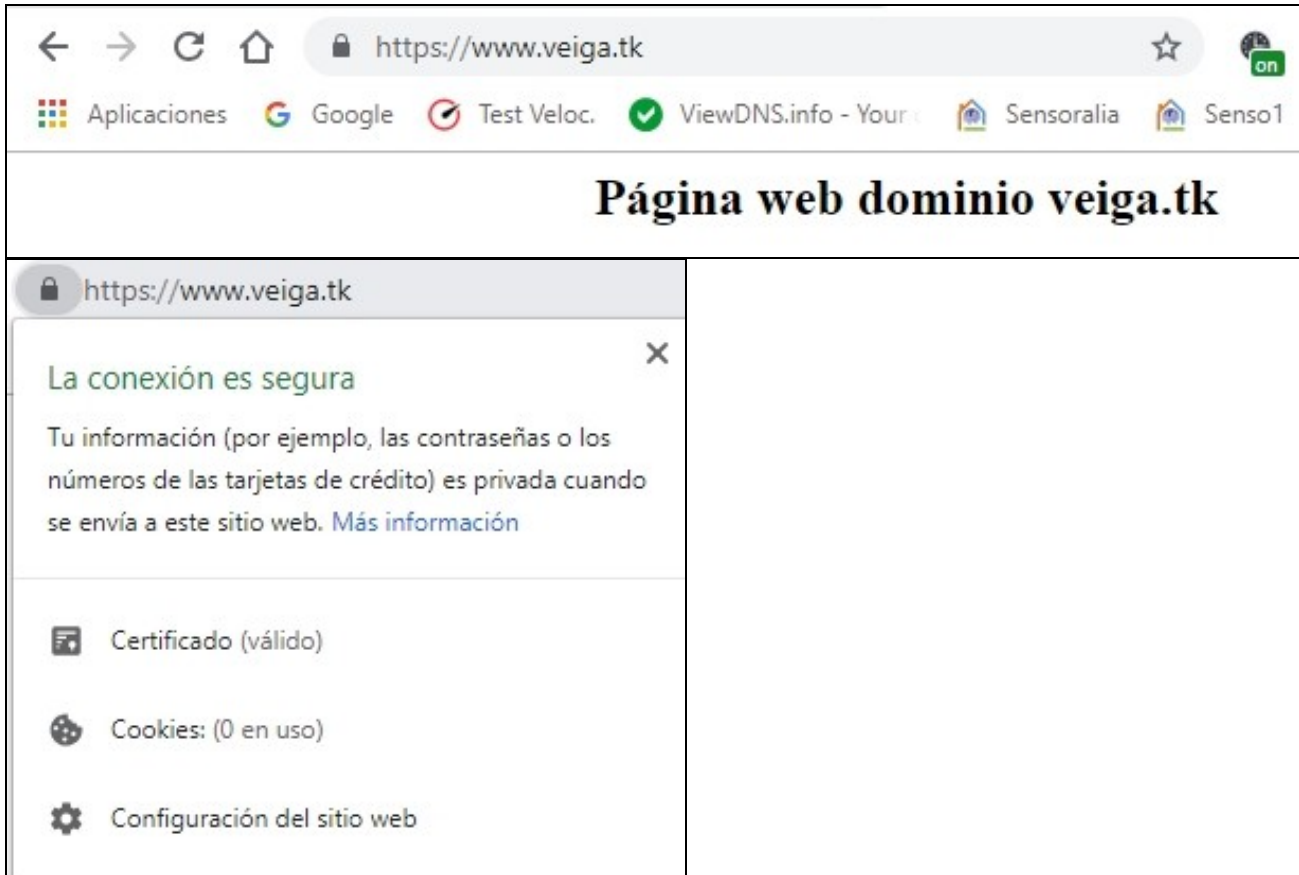 https://www.veiga.tk
on
Aplicaciones Google Test Veloc. ViewDNS.info - Your Sensoralia Senso1
Página web dominio veiga.tk
https://www.veiga.tk
La conexión es segura
Tu información (por ejemplo, las contraseñas o los
números de las tarjetas de crédito) es privada cuando
se envía a este sitio web. Más información
Certificado (válido)
Cookies: (0 en uso)
Configuración del sitio web